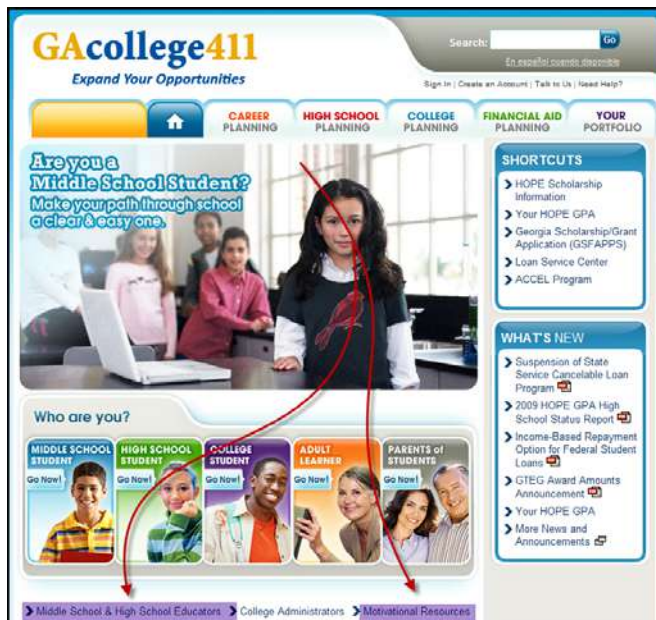 GAcollege411
Expand Your Opportunities
Search:
Go
En español cuando disponible
Sign In | Create an Account | Talk to Us | Need Help?
CAREER
PLANNING
HIGH SCHOOL
PLANNING
COLLEGE
PLANNING
FINANCIAL AID
PLANNING
YOUR
PORTFOLIO
Are you a
Middle School Student?
Make your path through school
a clear & easy one.
SHORTCUTS
HOPE Scholarship
Information
Your HOPE GPA
Georgia Scholarship/Grant
Application (GSFAPPS)
Loan Service Center
ACCEL Program
WHAT'S NEW
Suspension of State
Service Cancelable Loan
Program
2009 HOPE GPA High
School Status Report
Income-Based Repayment
Option for Federal Student
Loans
GTEG Award Amounts
Announcement
Your HOPE GPA
More News and
Announcements
Who are you?
MIDDLE SCHOOL
STUDENT
Go Now!
HIGH SCHOOL
STUDENT
Go Now!
COLLEGE
STUDENT
Go Now!
ADULT
LEARNER
Go Now!
PARENTS of
STUDENTS
Go Now!
Middle School & High School Educators
College Administrators
Motivational Resources